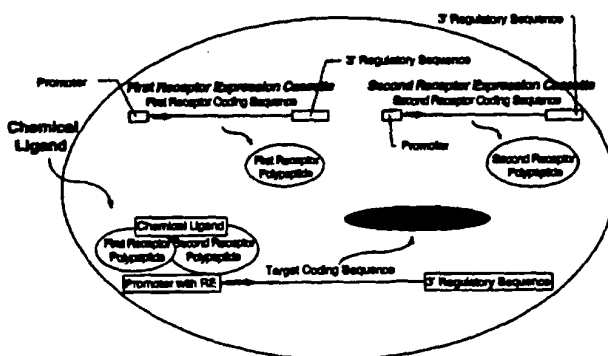 3' Regulatory Sequence
3' Regulatory Sequence
Promoter
First Receptor Expression Cassette
First Receptor Coding Sequence
Second Receptor Expression Cassette
Second Receptor Coding Sequence
Chemical
Ligand
Promoter
First Receptor
Polypeptide
Second Receptor
Polypeptide
Chemical Ligand
First Receptor
Polypeptide
Second Receptor
Polypeptide
Target Coding Sequence
Promoter with RE
3' Regulatory Sequence